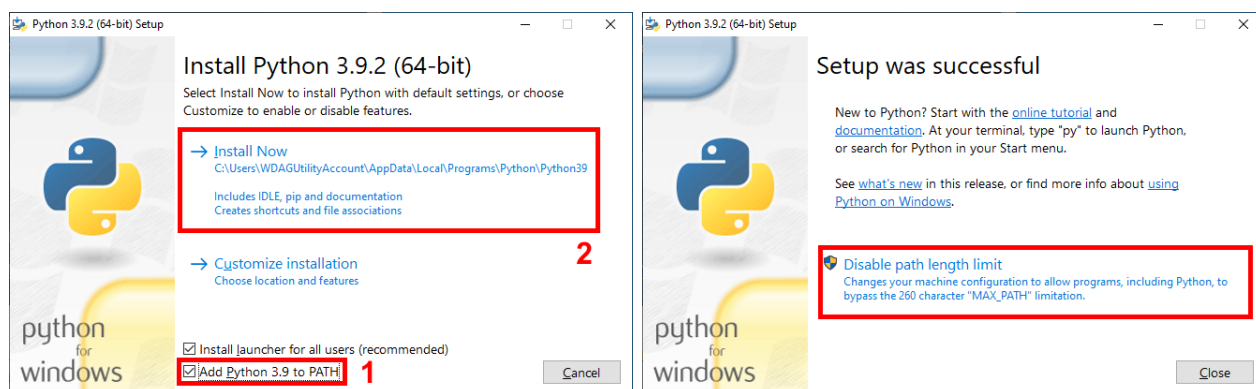 Python 3.9.2 (64-bit) Setup
Install Python 3.9.2 (64-bit)
Select Install Now to install Python with default settings, or choose
Customize to enable or disable features.
Install Now
C:\Users\WDAGUtilityAccount\AppData\Local\Programs\Python\Python39
Includes IDLE, pip and documentation
Creates shortcuts and file associations
2
Customize installation
Choose location and features
python
for
windows
Install launcher for all users (recommended)
Add Python 3.9 to PATH
1
Cancel
Python 3.9.2 (64-bit) Setup
Setup was successful
New to Python? Start with the online tutorial and
documentation. At your terminal, type "py" to launch Python,
or search for Python in your Start menu.
See what's new in this release, or find more info about using
Python on Windows.
Disable path length limit
Changes your machine configuration to allow programs, including Python, to
bypass the 260 character "MAX_PATH" limitation.
python
for
windows
Close